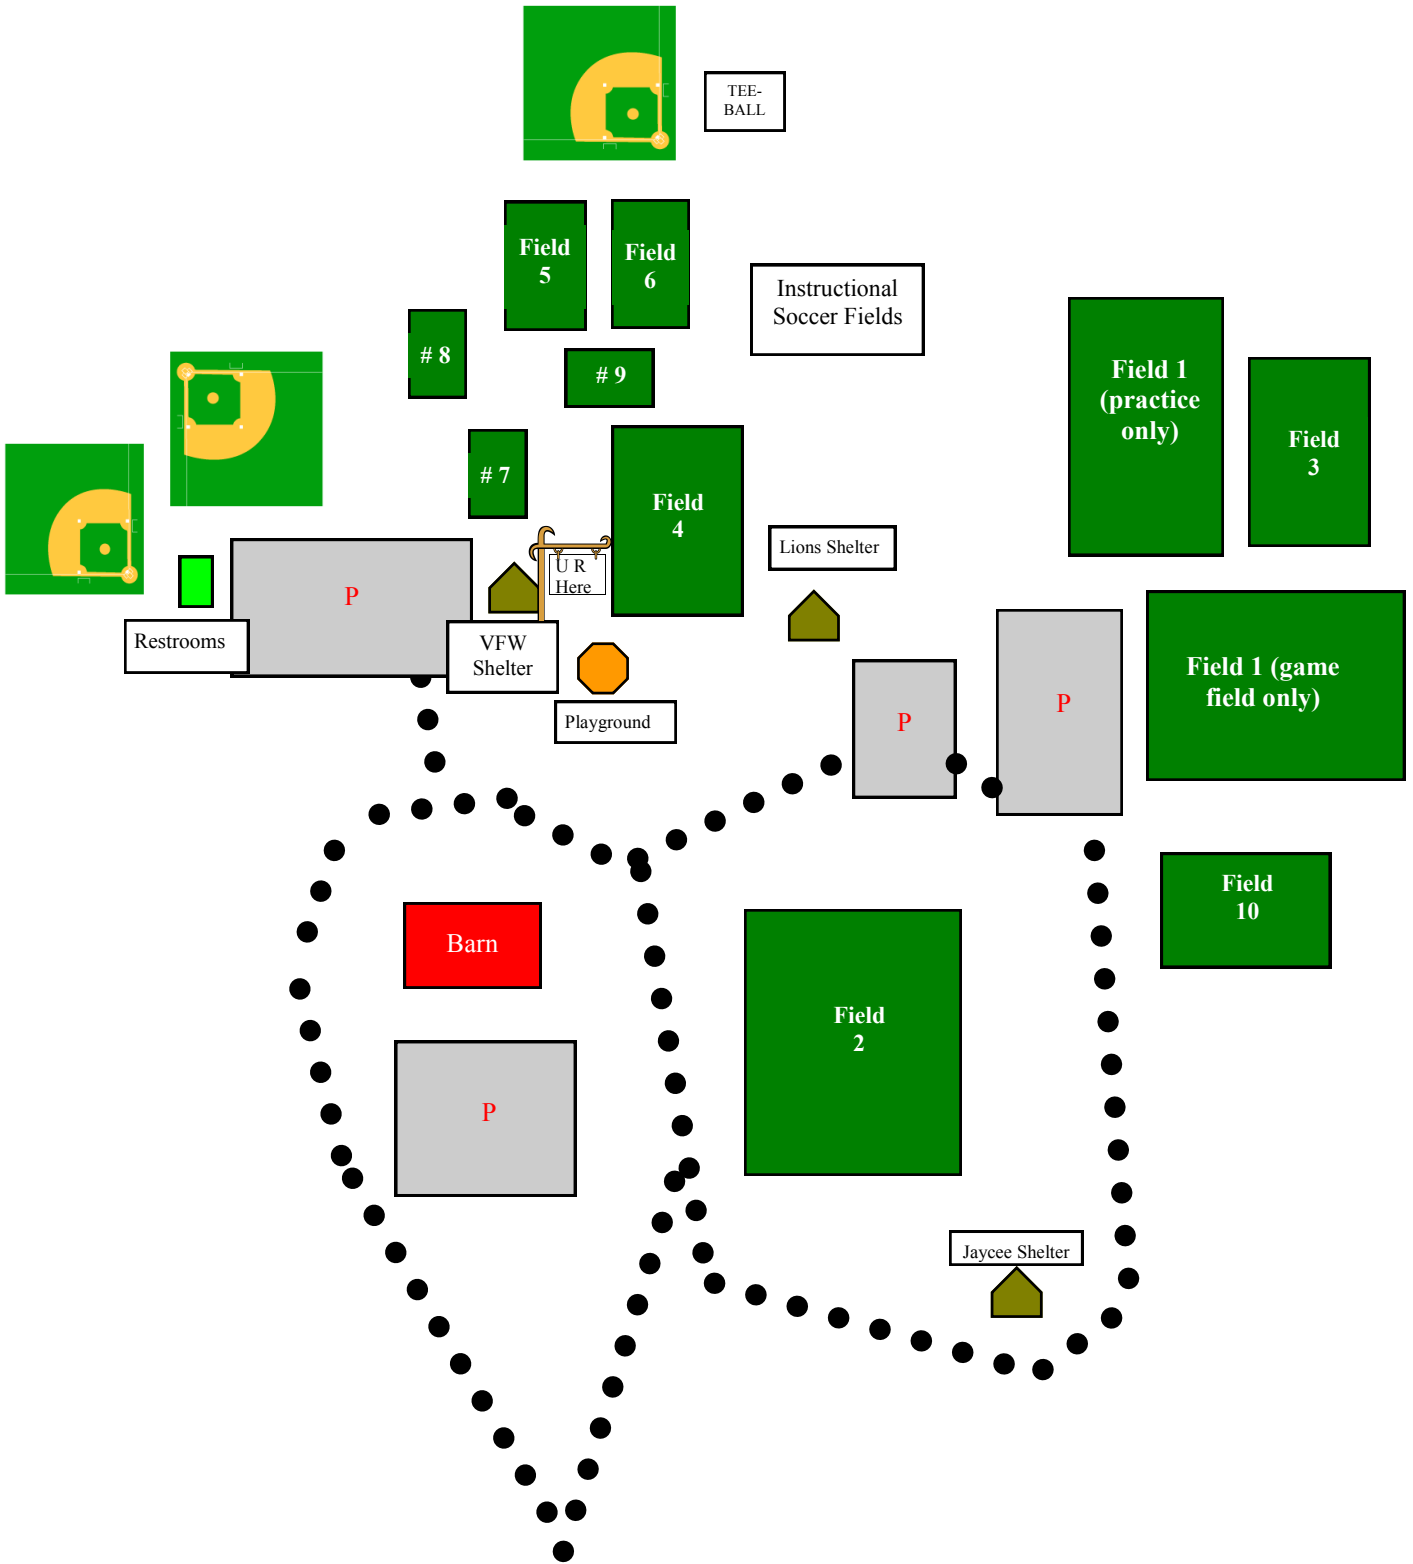 TEE-
BALL
Field
5
Field
6
Instructional
Soccer Fields
# 8
# 9
Field 1
(practice
only)
Field
3
# 7
Field
4
U R
Here
Lions Shelter
P
Restrooms
VFW
Shelter
Playground
P
P
Field 1 (game
field only)
Field
10
Barn
Field
2
P
Jaycee Shelter